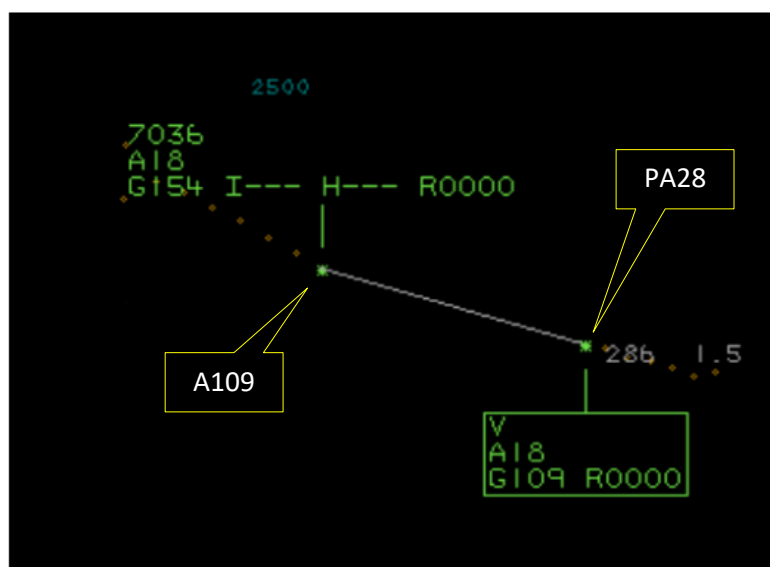 2500
7036
A18
G154 I--- H--- R0000
PA28
286 1.5
A109
V
A18
G109 R0000